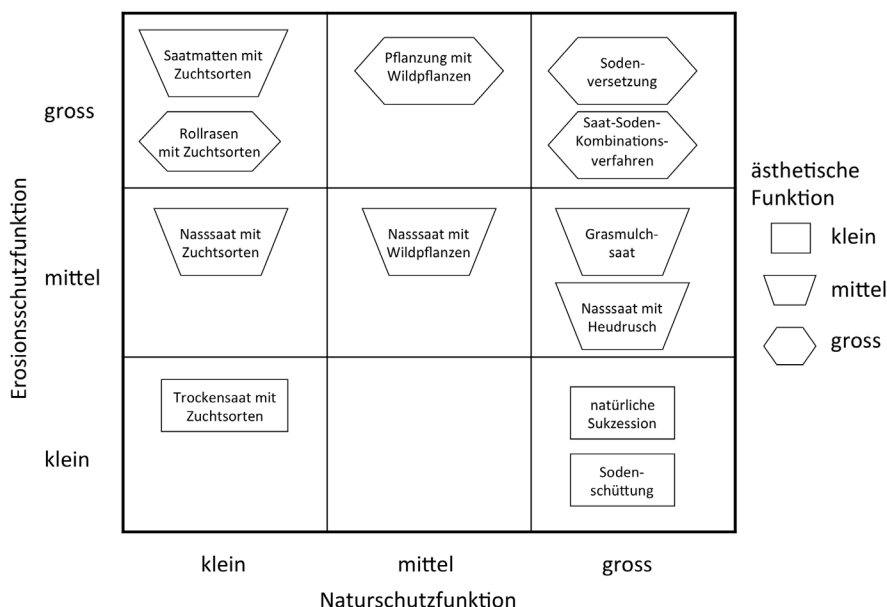 Saatmatten mit
Zuchtsorten
Pflanzung mit
Wildpflanzen
Soden-
versetzung
gross
Rollrasen
mit Zuchtsorten
Saat-Soden-
Kombinations-
verfahren
ästhetische
Funktion
klein
mittel
gross
Erosionsschutzfunktion
mittel
Nasssaat mit
Zuchtsorten
Nasssaat mit
Wildpflanzen
Grasmulch-
saat
Nasssaat mit
Heudrusch
klein
Trockensaat mit
Zuchtsorten
natürliche
Sukzession
Soden-
schüttung
klein
mittel
gross
Naturschutzfunktion